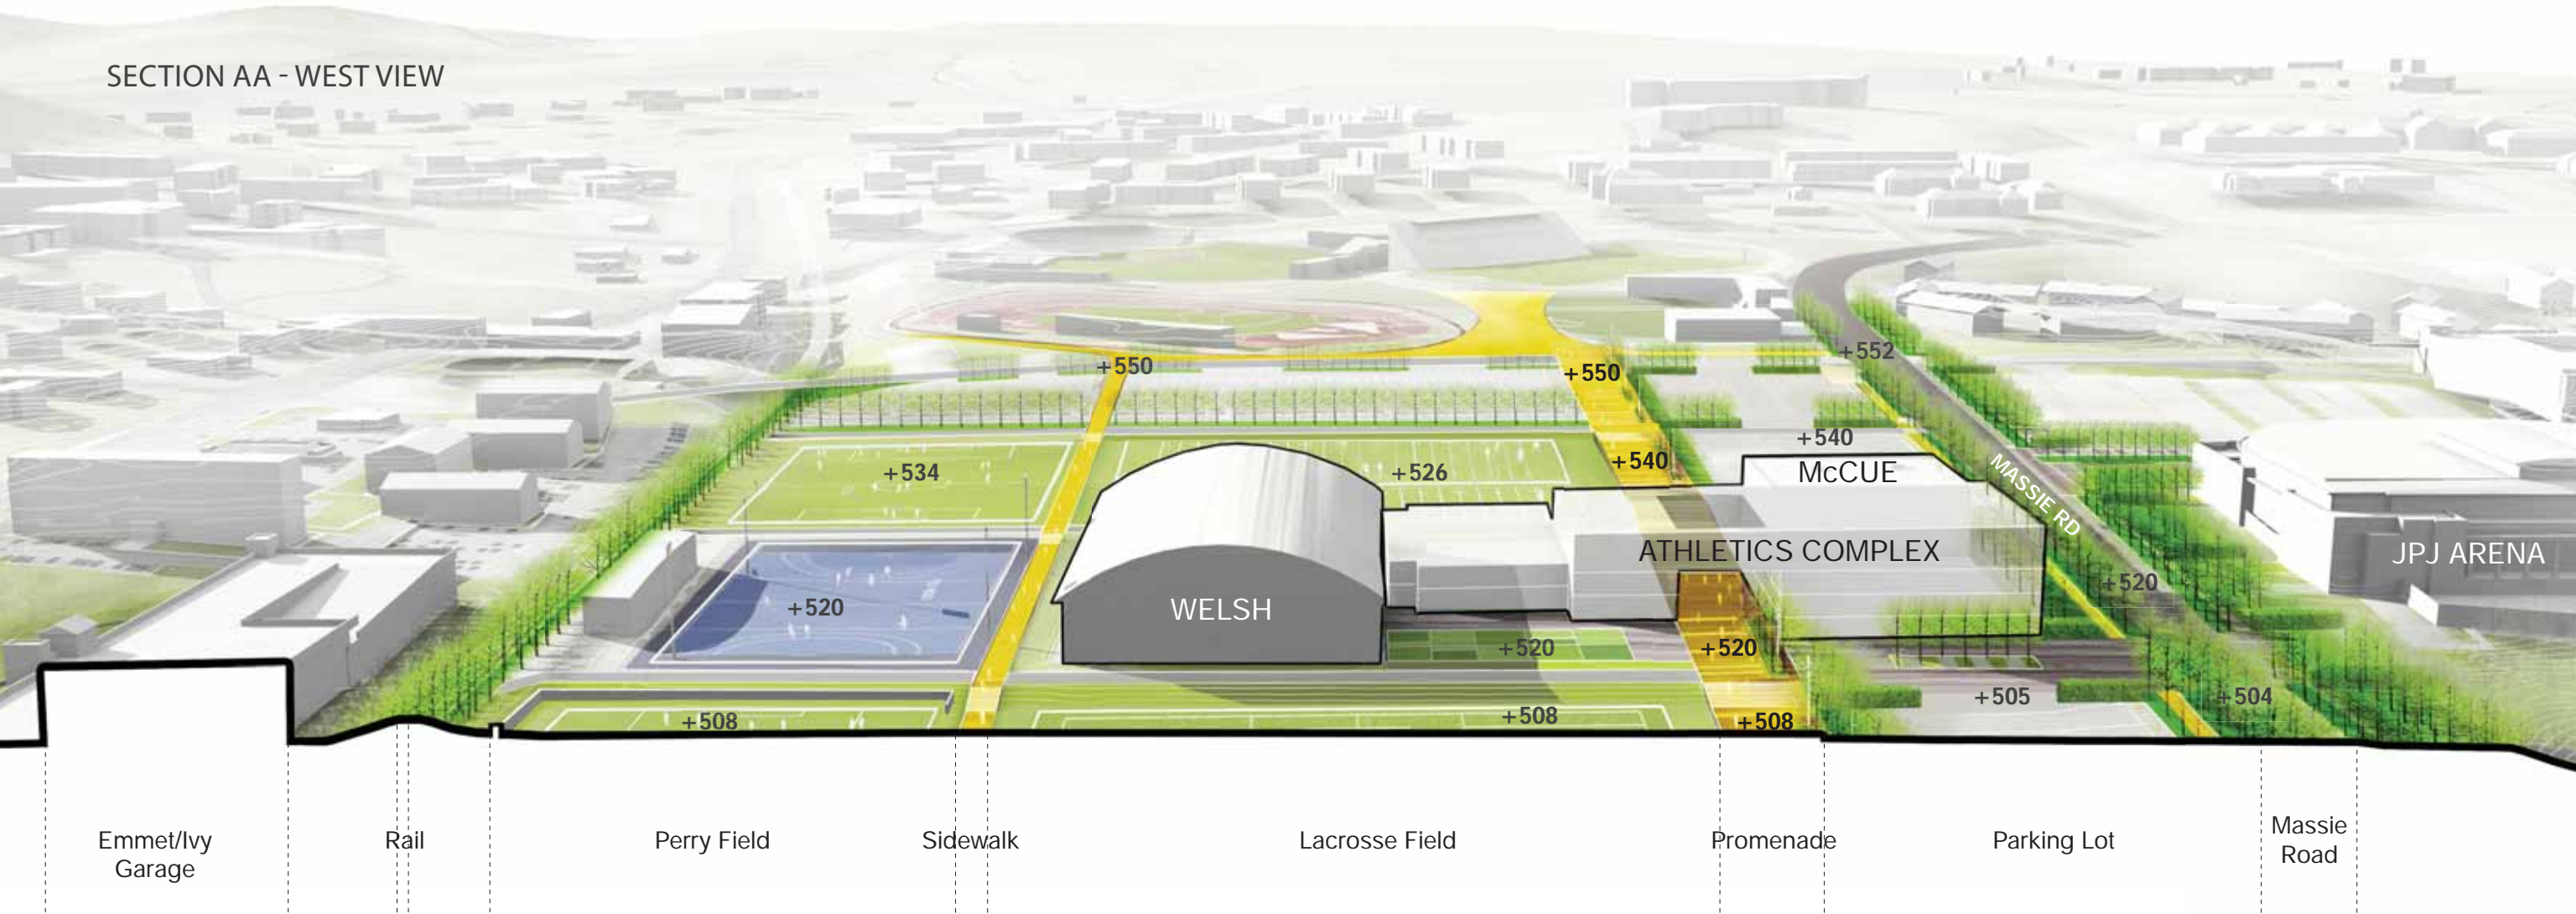 SECTION AA - WEST VIEW
+552
+550
+550
+540
+540
+534
+526
McCUE
MASSIE RD
ATHLETICS COMPLEX
JPJ ARENA
+520
+520
WELSH
+520
+520
+505
+504
+508
+508
+508
Emmet/Ivy
Garage
Rail
Perry Field
Sidewalk
Lacrosse Field
Promenade
Parking Lot
Massie
Road